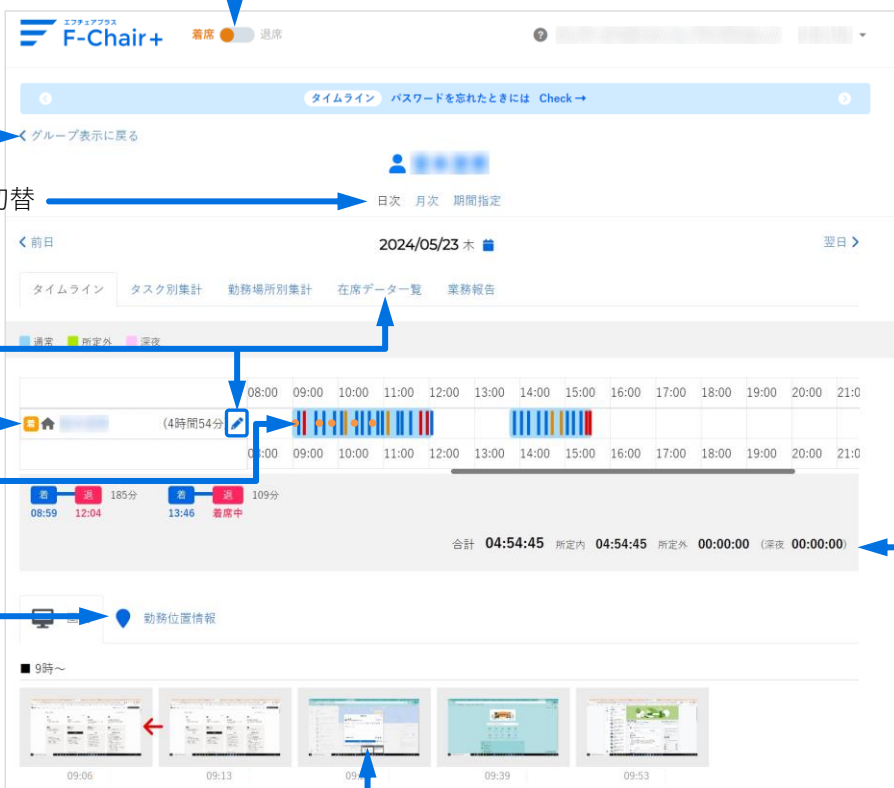 エフチェアプラス
F-Chair+
着席
退席
タイムライン パスワードを忘れたときには Check→
グループ表示に戻る
切替
日次 月次 期間指定
前日
2024/05/23 木
翌日
タイムライン タスク別集計 勤務場所別集計 在席データ一覧 業務報告
通常 所定外 深夜
08:00 09:00 10:00 11:00 12:00 13:00 14:00 15:00 16:00 17:00 18:00 19:00 20:00 21:0
(4時間54分
09:00 10:00 11:00 12:00 13:00 14:00 15:00 16:00 17:00 18:00 19:00 20:00 21:0
着 退 185分 着 退 109分
08:59 12:04 13:46 着席中
合計 04:54:45 所定内 04:54:45 所定外 00:00:00 (深夜 00:00:00)
勤務位置情報
■ 9時～
09:06 09:13 09:39 09:53